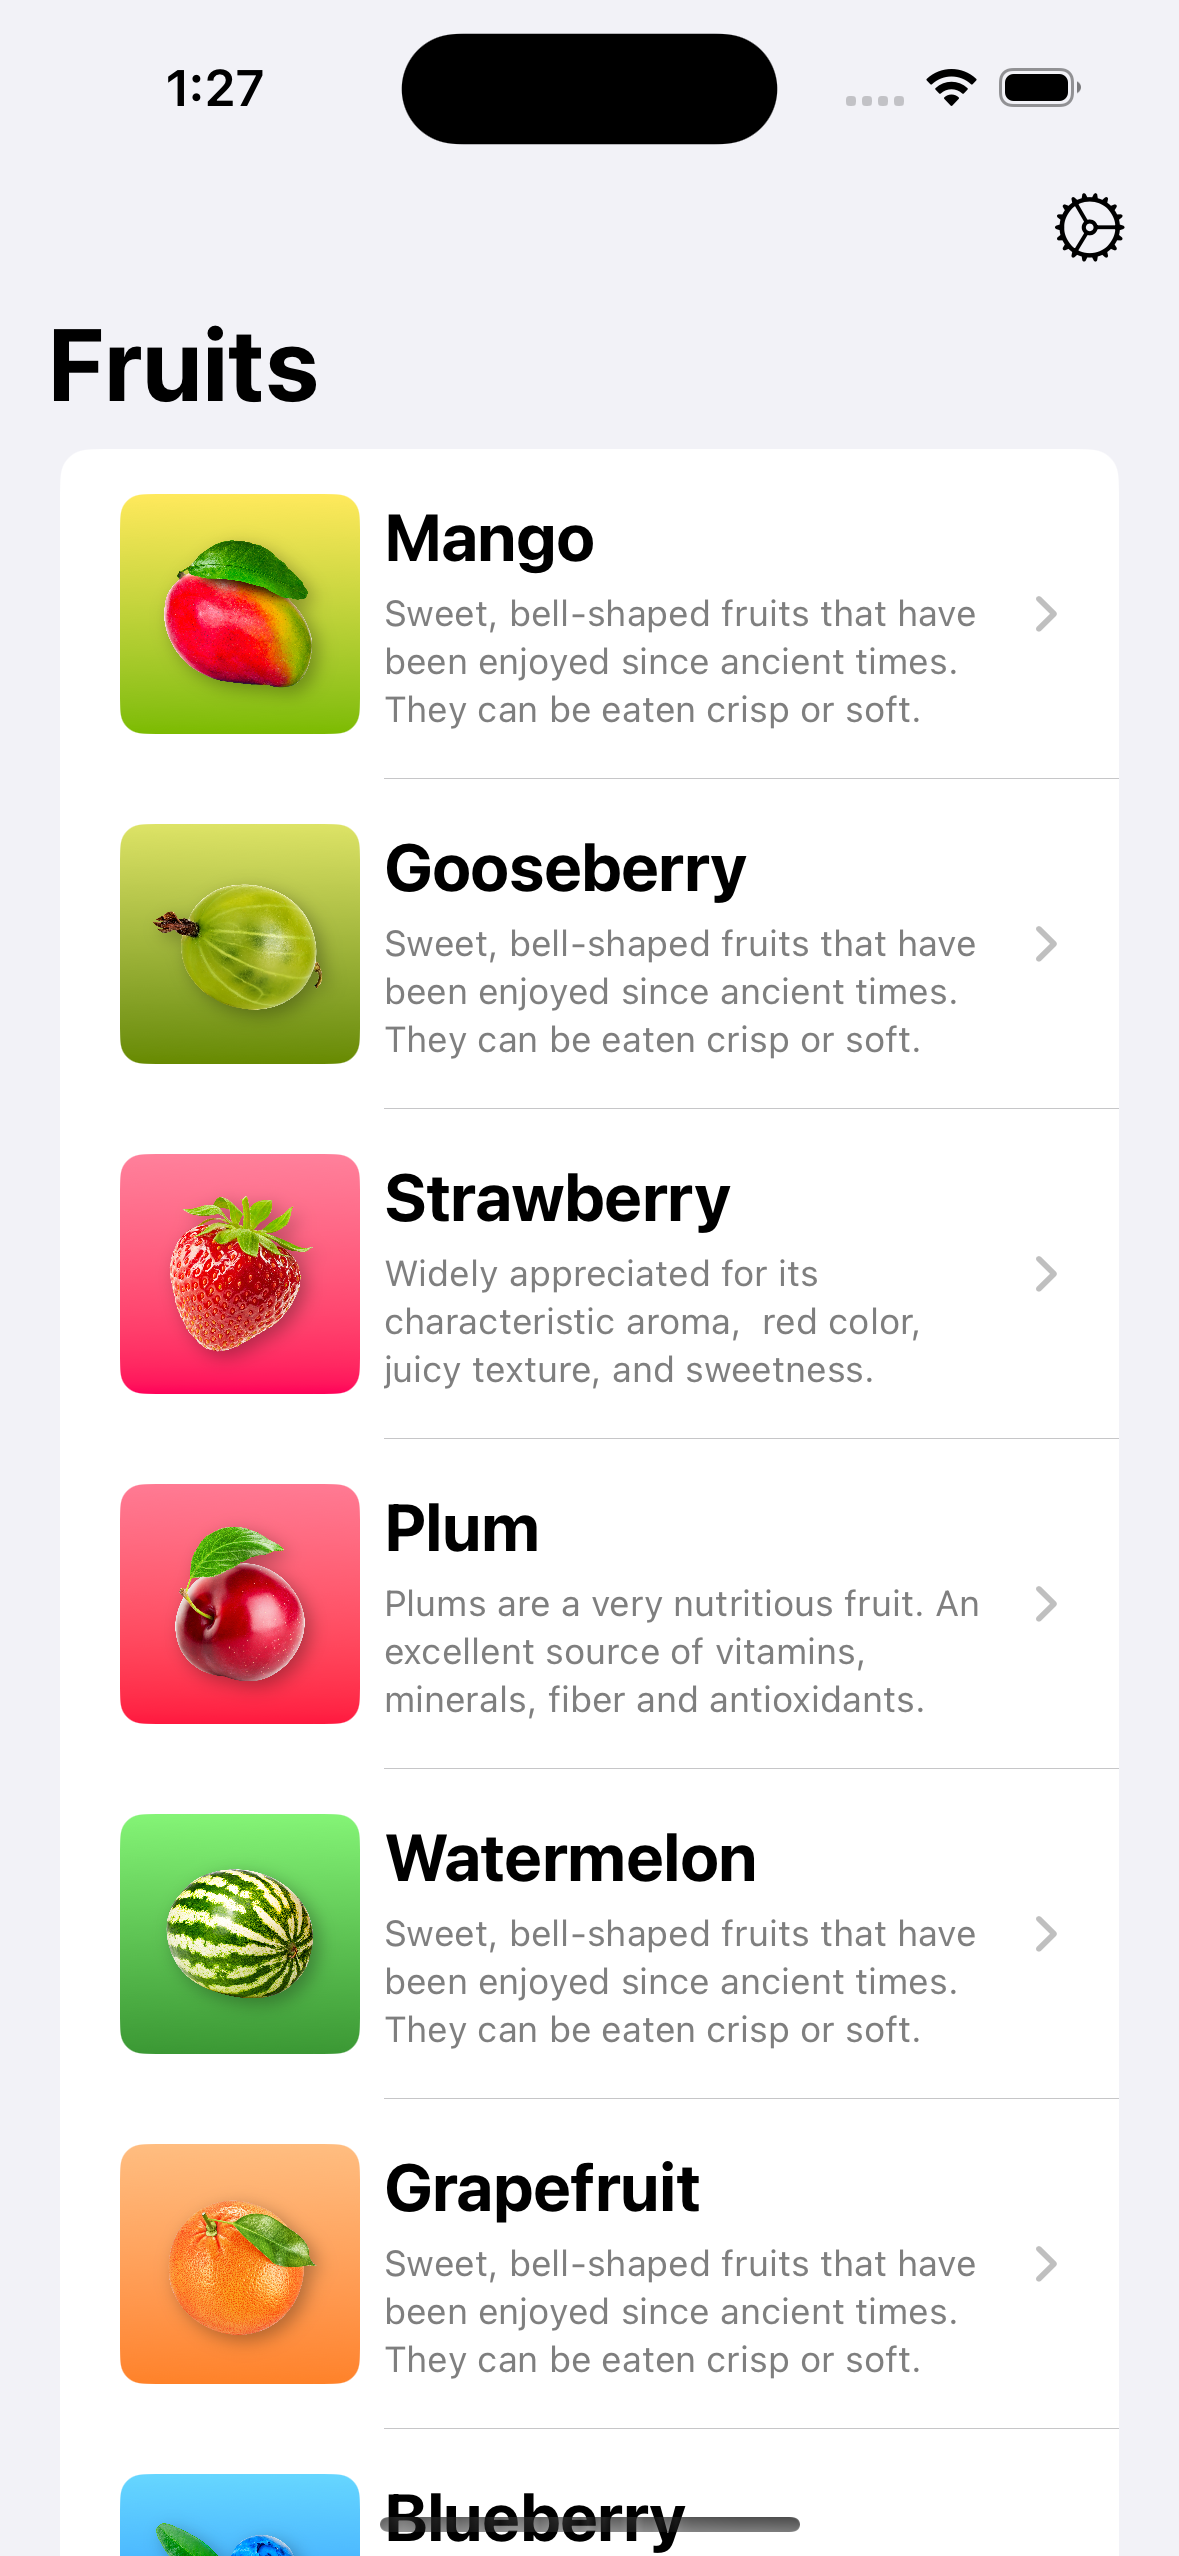 1:27
Fruits
Mango
Sweet, bell-shaped fruits that have
been enjoyed since ancient times.
They can be eaten crisp or soft.
Gooseberry
Sweet, bell-shaped fruits that have
been enjoyed since ancient times.
They can be eaten crisp or soft.
Strawberry
Widely appreciated for its
characteristic aroma,  red color,
juicy texture, and sweetness.
Plum
Plums are a very nutritious fruit. An
excellent source of vitamins,
minerals, fiber and antioxidants.
Watermelon
Sweet, bell-shaped fruits that have
been enjoyed since ancient times.
They can be eaten crisp or soft.
Grapefruit
Sweet, bell-shaped fruits that have
been enjoyed since ancient times.
They can be eaten crisp or soft.
Blueberry